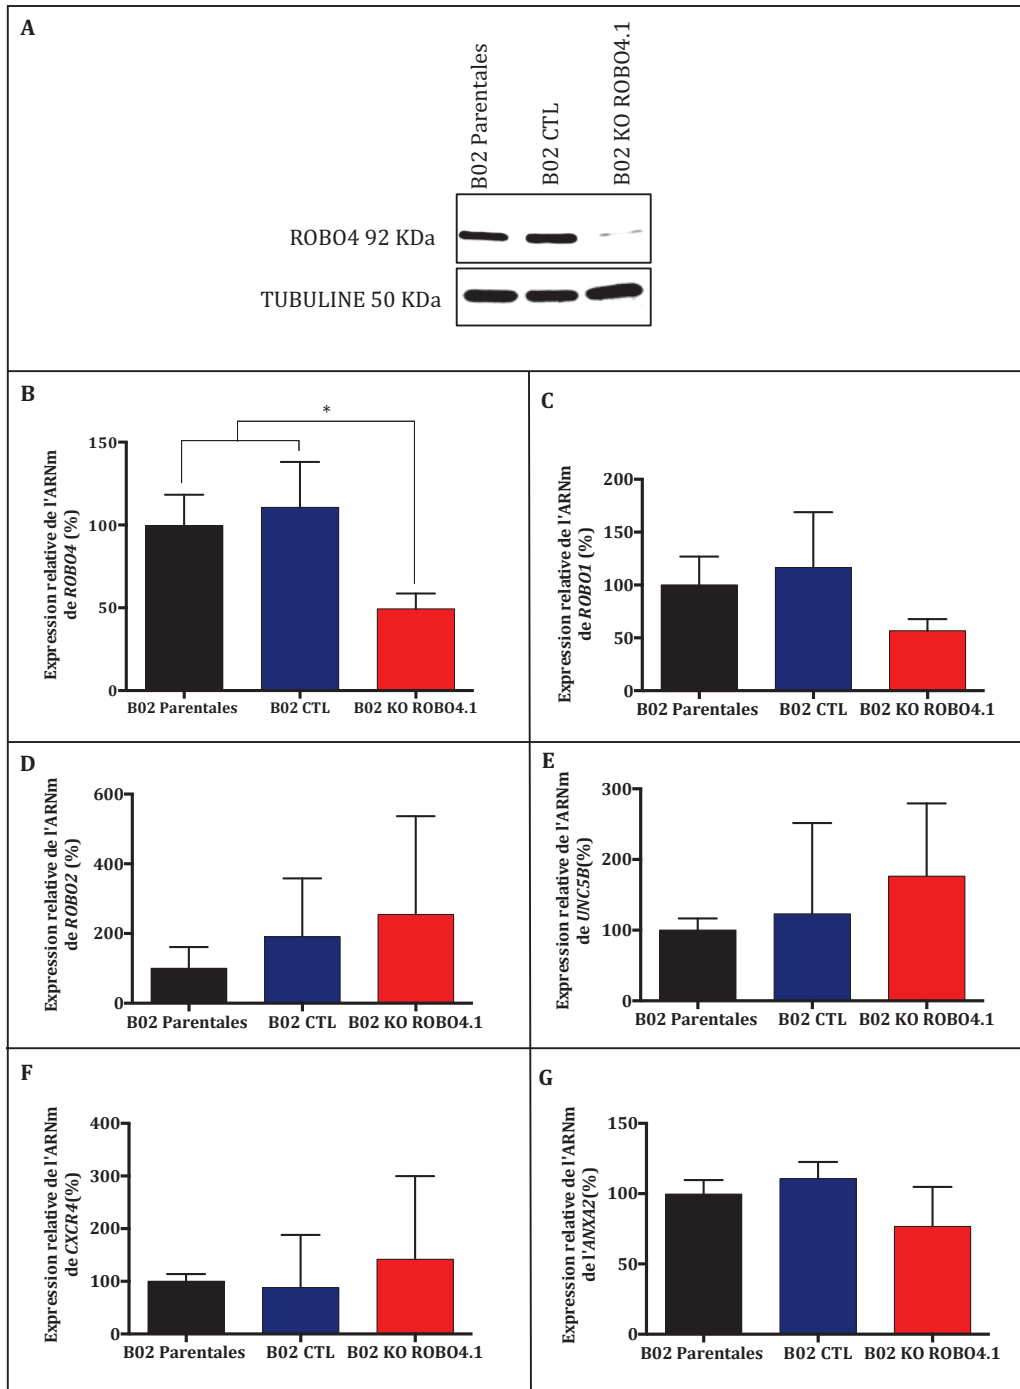 A
B02 Parentales
B02 CTL
B02 KO ROBO4.1
ROBO4 92 KDa
TUBULINE 50 KDa
B
*
Expression relative de l'ARNm
de ROBO4 (%)
150
100
50
0
B02 Parentales
B02 CTL
B02 KO ROBO4.1
C
Expression relative de l'ARNm
de ROBO1 (%)
200
150
100
50
0
B02 Parentales
B02 CTL
B02 KO ROBO4.1
D
Expression relative de l'ARNm
de ROBO2 (%)
600
400
200
0
B02 Parentales
B02 CTL
B02 KO ROBO4.1
E
Expression relative de l'ARNm
de UNC5B(%)
300
200
100
0
B02 Parentales
B02 CTL
B02 KO ROBO4.1
F
Expression relative de l'ARNm
de CXCR4(%)
400
300
200
100
0
B02 Parentales
B02 CTL
B02 KO ROBO4.1
G
Expression relative de l'ARNm
de l'ANXA2(%)
150
100
50
0
B02 Parentales
B02 CTL
B02 KO ROBO4.1